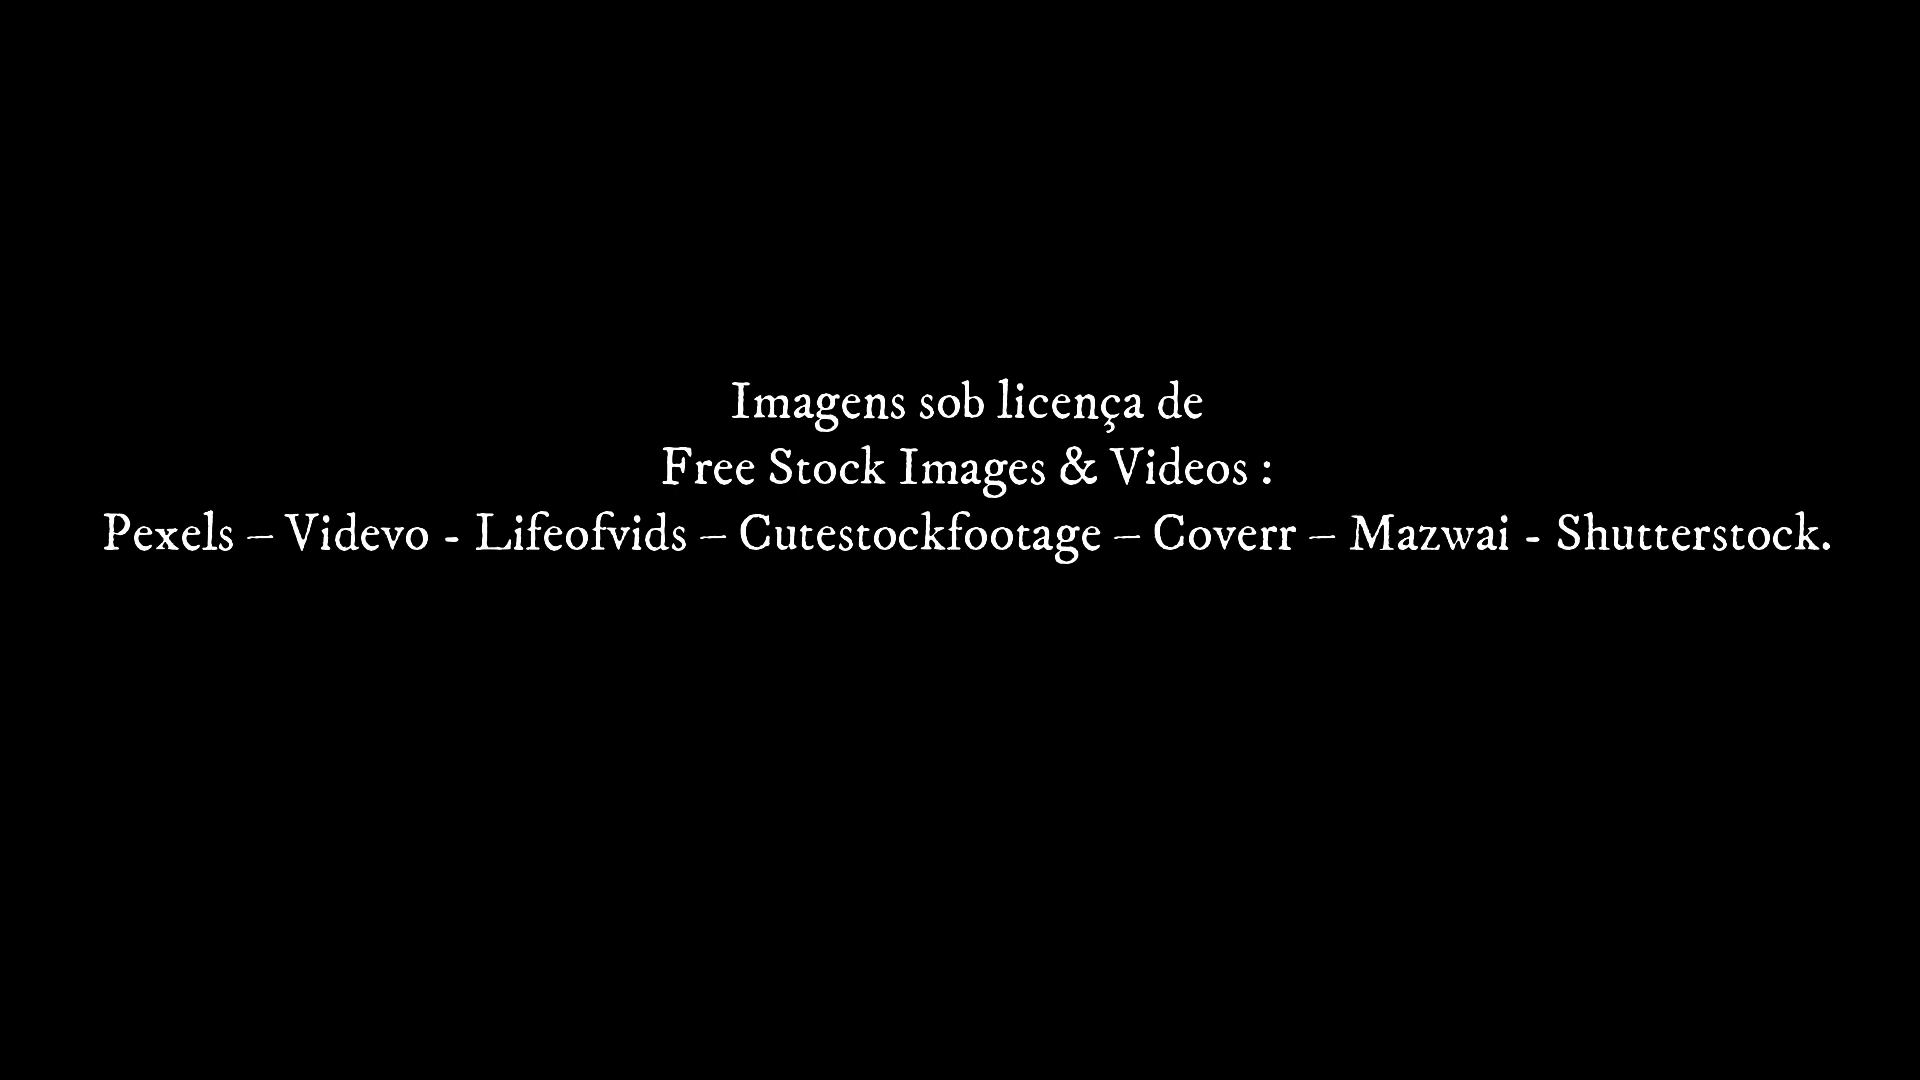 Imagens sob licença de
Free Stock Images & Videos :
Pexels – Videvo - Lifeofvids – Cutestockfootage – Coverr – Mazwai - Shutterstock.